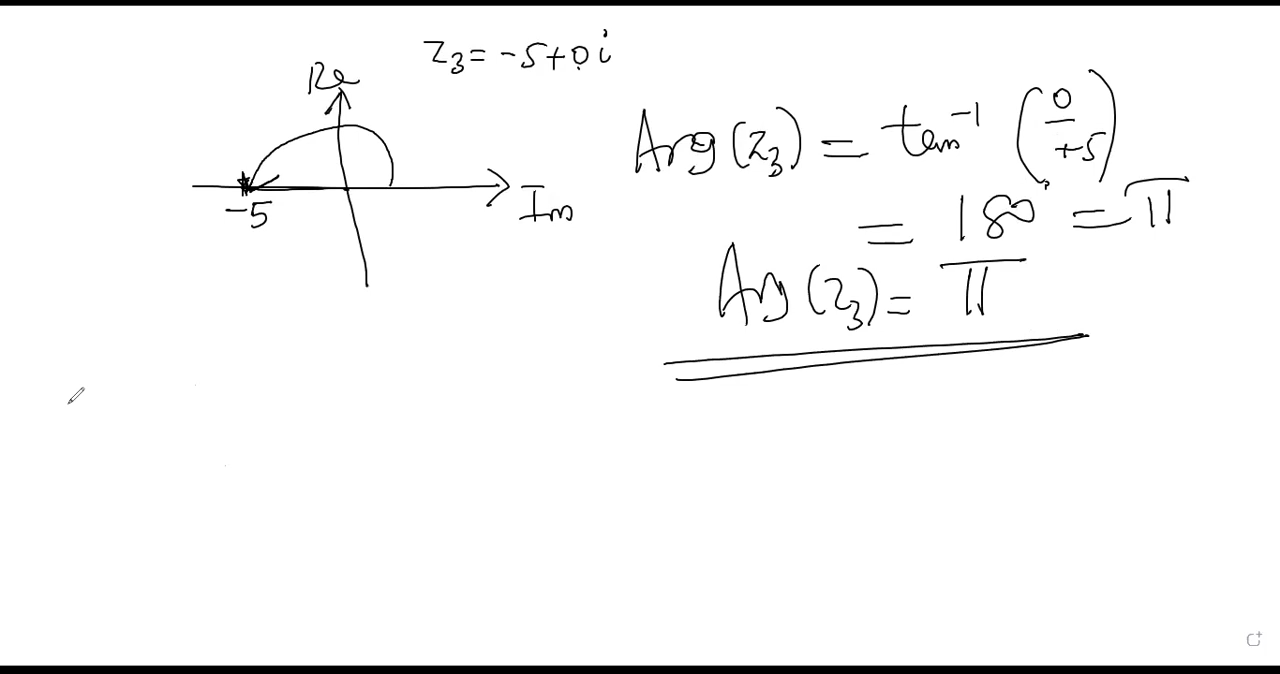 z₃ = -5+0i
Re
Im
-5
Arg(z₃) = tan⁻¹ (0/+5)
= 180° = π
Arg(z₃) = π